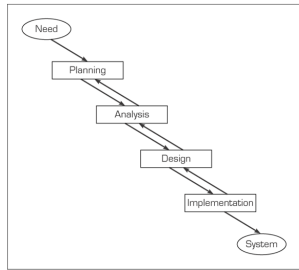 Need
Planning
Analysis
Design
Implementation
System